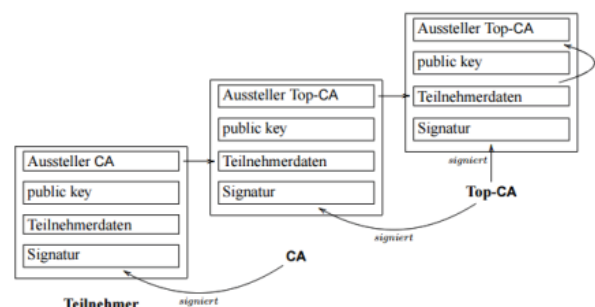 Aussteller Top-CA
public key
Teilnehmerdaten
Signatur
signiert
Top-CA
Aussteller Top-CA
public key
Teilnehmerdaten
Signatur
signiert
CA
Aussteller CA
public key
Teilnehmerdaten
Signatur
signiert
Teilnehmer